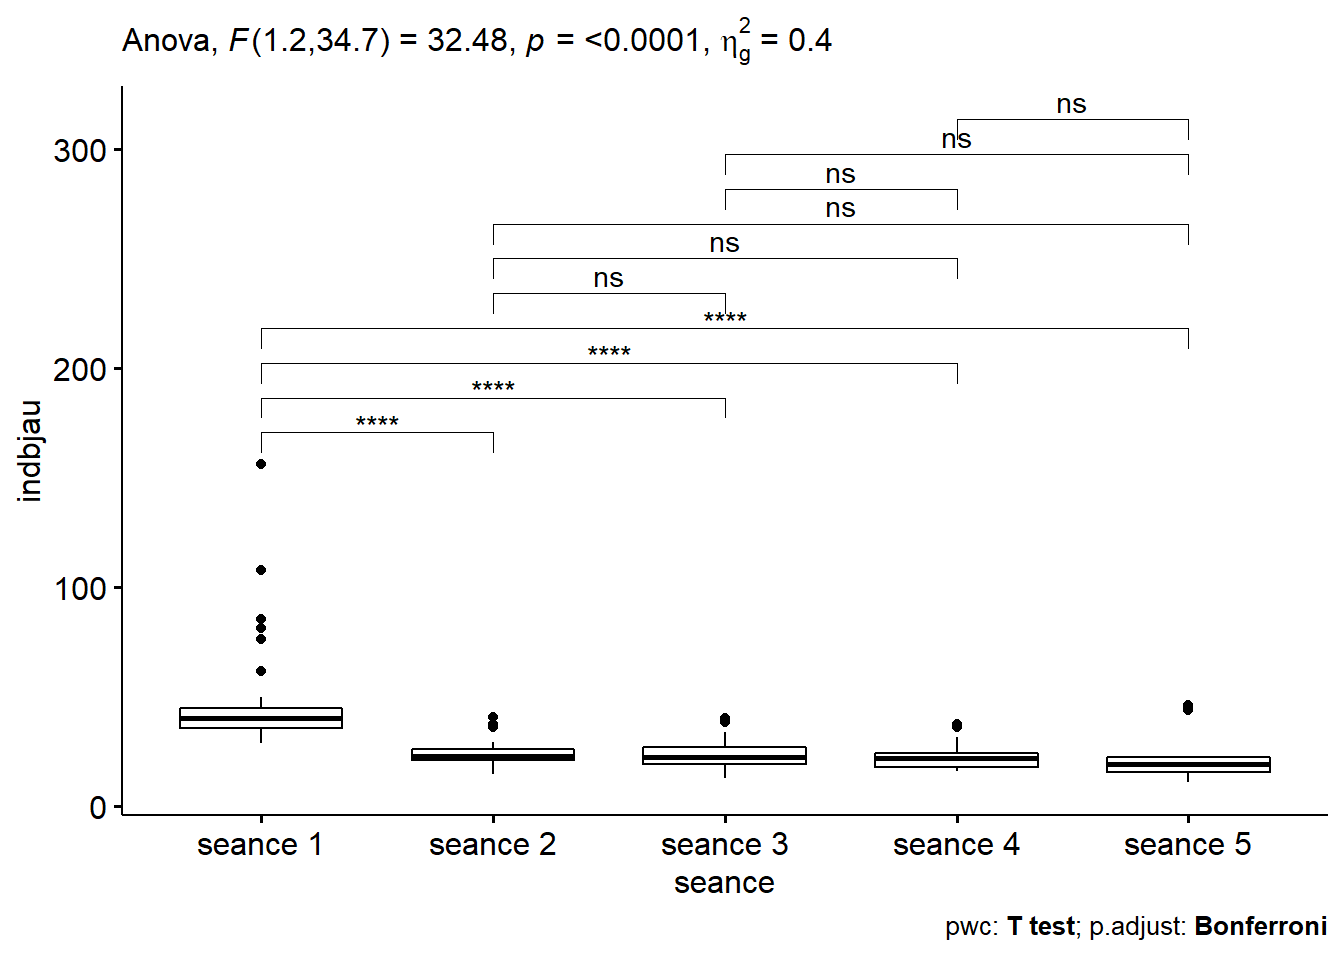 Anova, F(1.2,34.7) = 32.48, p = <0.0001, η²g = 0.4
ns
ns
300
ns
ns
ns
ns
****
****
200
****
****
indbjau
100
0
seance 1 seance 2 seance 3 seance 4 seance 5
seance
pwc: T test; p.adjust: Bonferroni